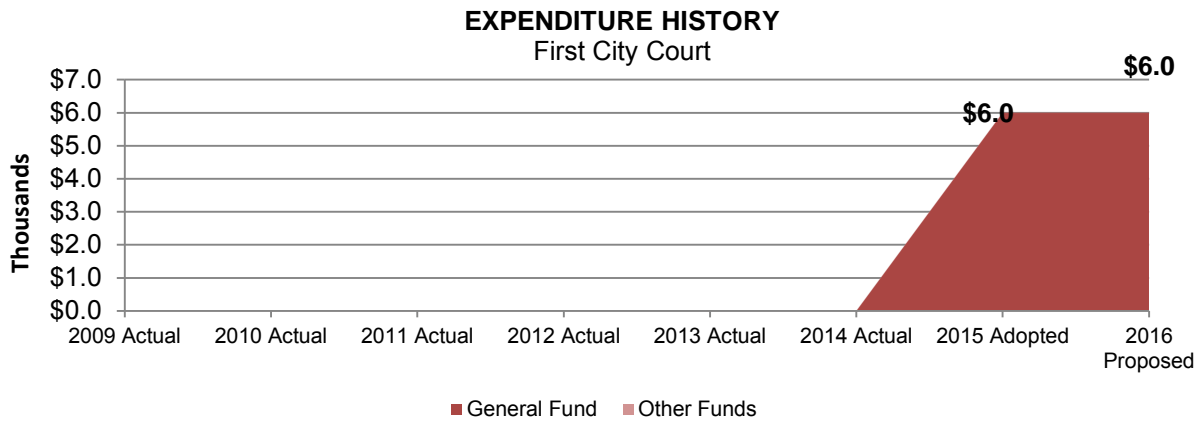 EXPENDITURE HISTORY
First City Court
$6.0
$7.0
$6.0
$6.0
$5.0
$4.0
$3.0
$2.0
$1.0
$0.0
Thousands
2009 Actual 2010 Actual 2011 Actual 2012 Actual 2013 Actual 2014 Actual 2015 Adopted 2016
Proposed
General Fund Other Funds